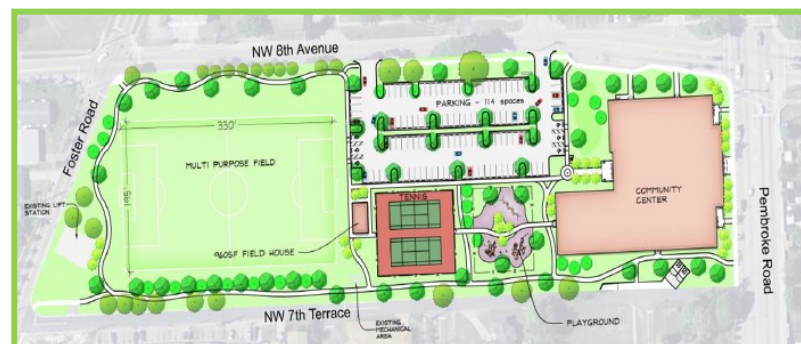 NW 8th Avenue
Foster Road
PARKING - 114 spaces
330'
195'
MULTI PURPOSE FIELD
EXISTING LIFT
STATION
TENNIS
COMMUNITY
CENTER
Pembroke Road
960SF FIELD HOUSE
NW 7th Terrace
EXISTING
MECHANICAL
AREA
PLAYGROUND